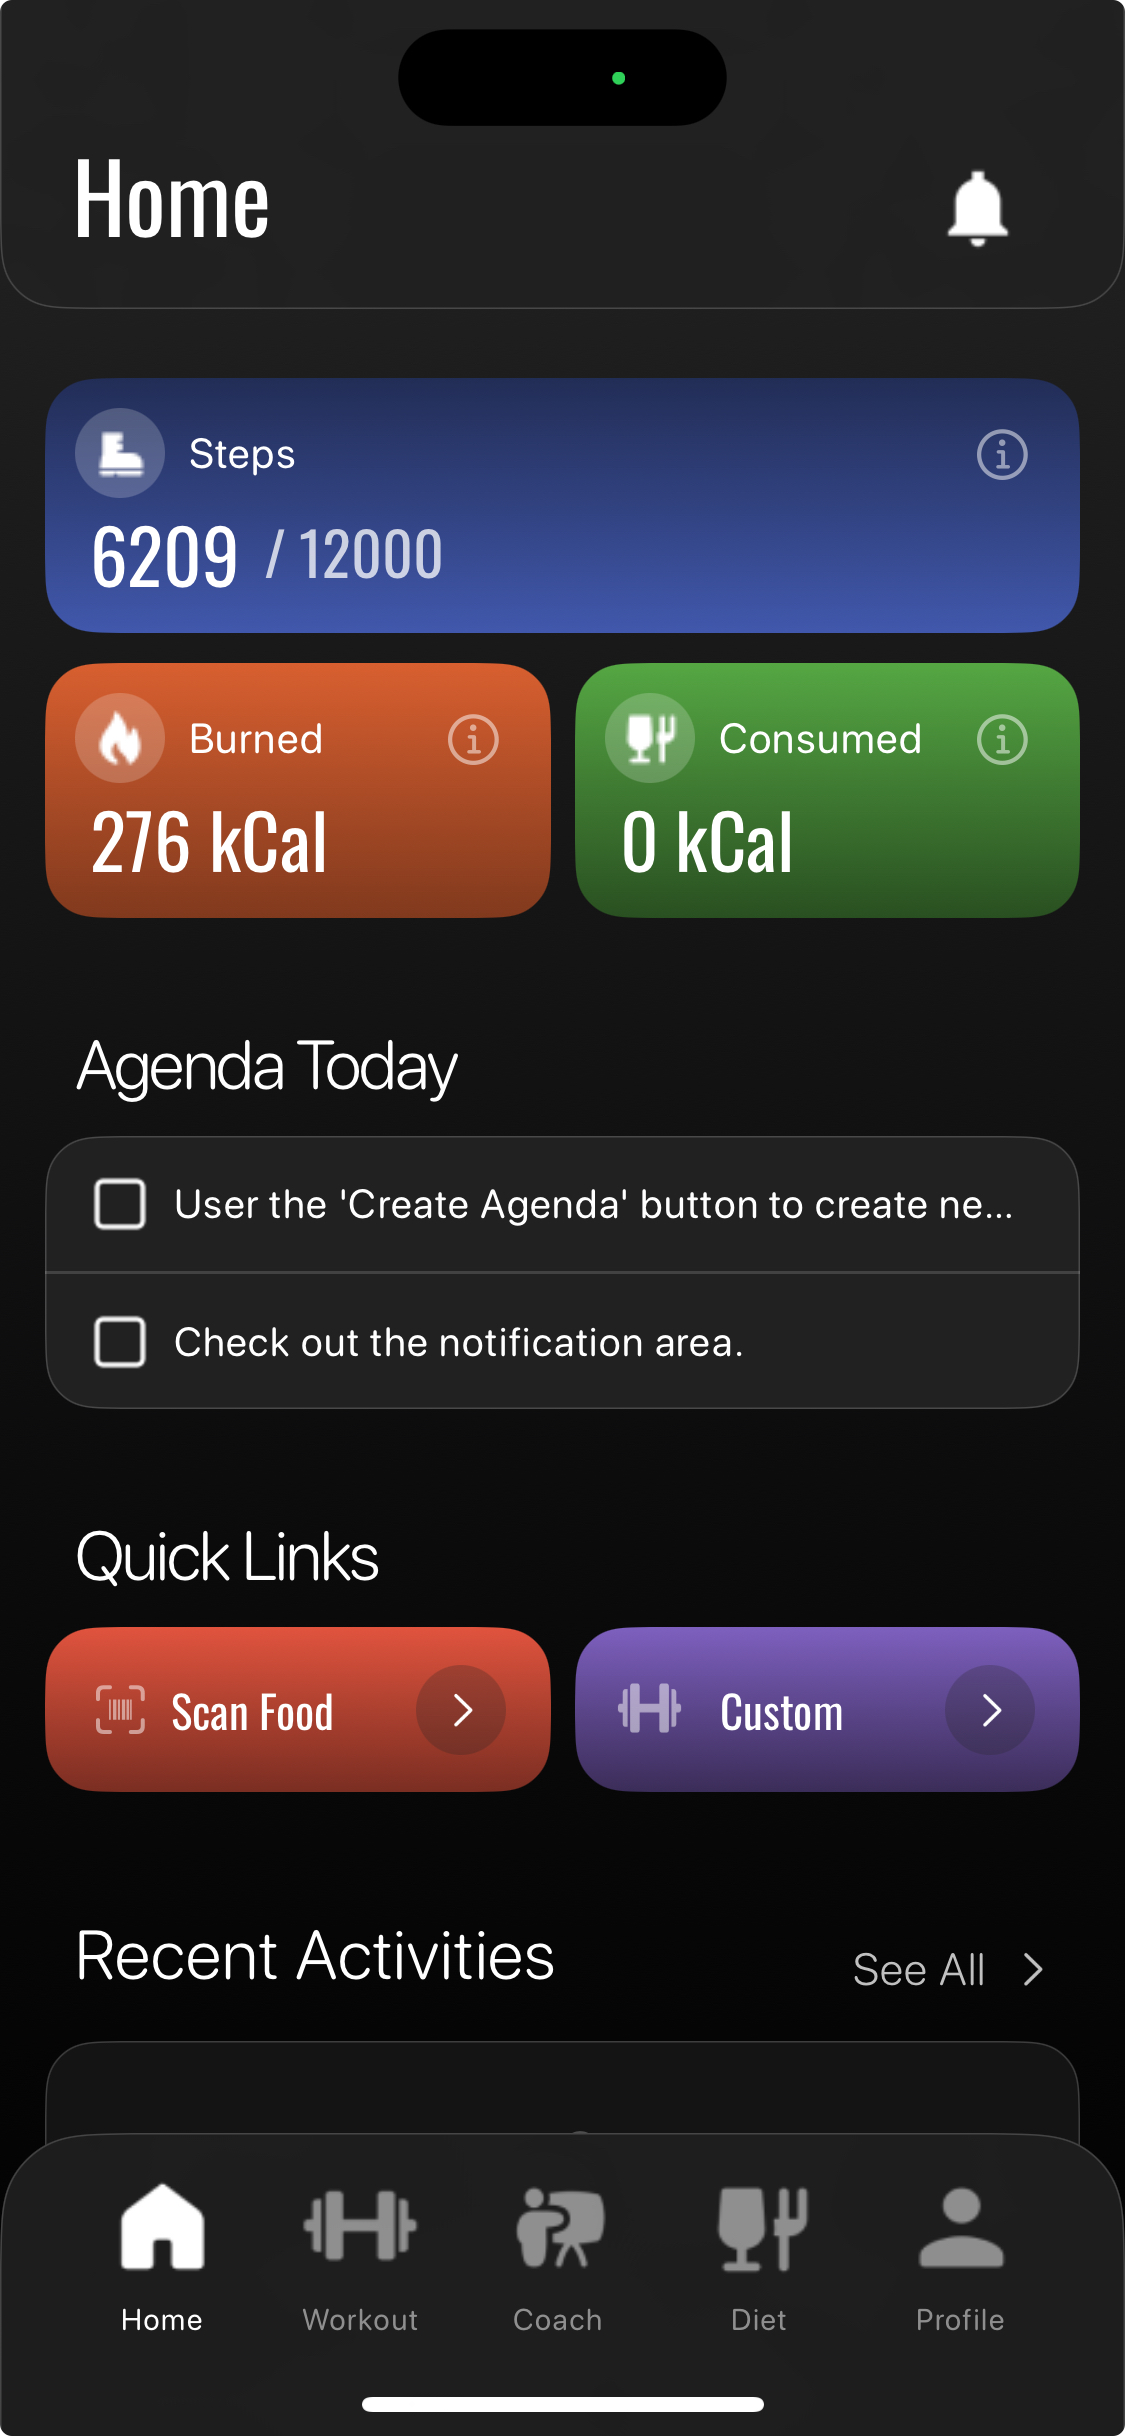 Home
Steps
6209 / 12000
Burned
276 kCal
Consumed
0 kCal
Agenda Today
User the 'Create Agenda' button to create ne...
Check out the notification area.
Quick Links
Scan Food
Custom
Recent Activities
See All
Home
Workout
Coach
Diet
Profile